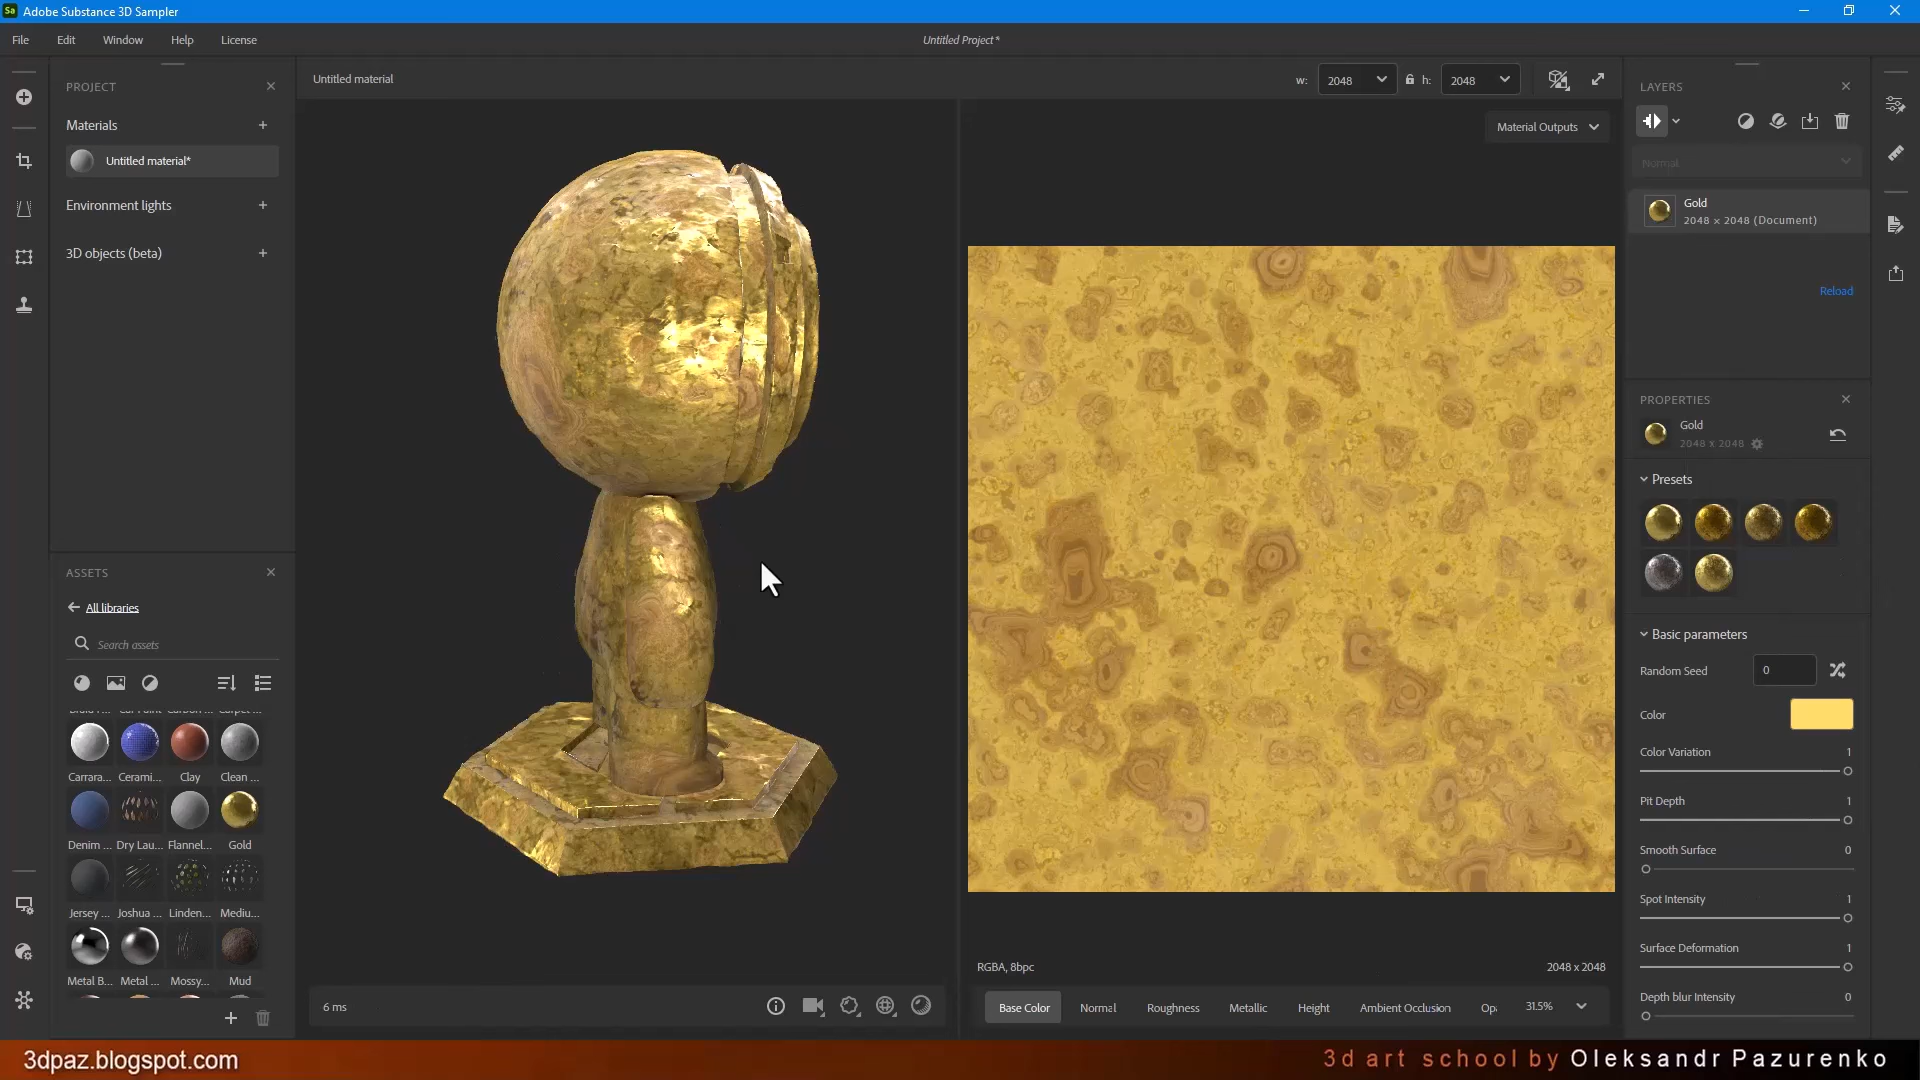 Sa Adobe Substance 3D Sampler
File Edit Window Help License
Untitled Project*
PROJECT
Materials
Untitled material*
Environment lights
3D objects (beta)
ASSETS
All libraries
Search assets
Carrara... Cerami... Clay Clean ...
Denim ... Dry Lau... Flannel... Gold
Jersey ... Joshua ... Linden... Mediu...
Metal B... Metal ... Mossy... Mud
Untitled material
w: 2048 h: 2048
Material Outputs
6 ms
RGBA, 8bpc
2048 x 2048
Base Color Normal Roughness Metallic Height Ambient Occlusion Op 31.5%
LAYERS
Normal
Gold
2048 × 2048 (Document)
Reload
PROPERTIES
Gold
2048 x 2048
Presets
Basic parameters
Random Seed 0
Color
Color Variation 1
Pit Depth 1
Smooth Surface 0
Spot Intensity 1
Surface Deformation 1
Depth blur Intensity 0
3dpaz.blogspot.com
3d art school by Oleksandr Pazurenko